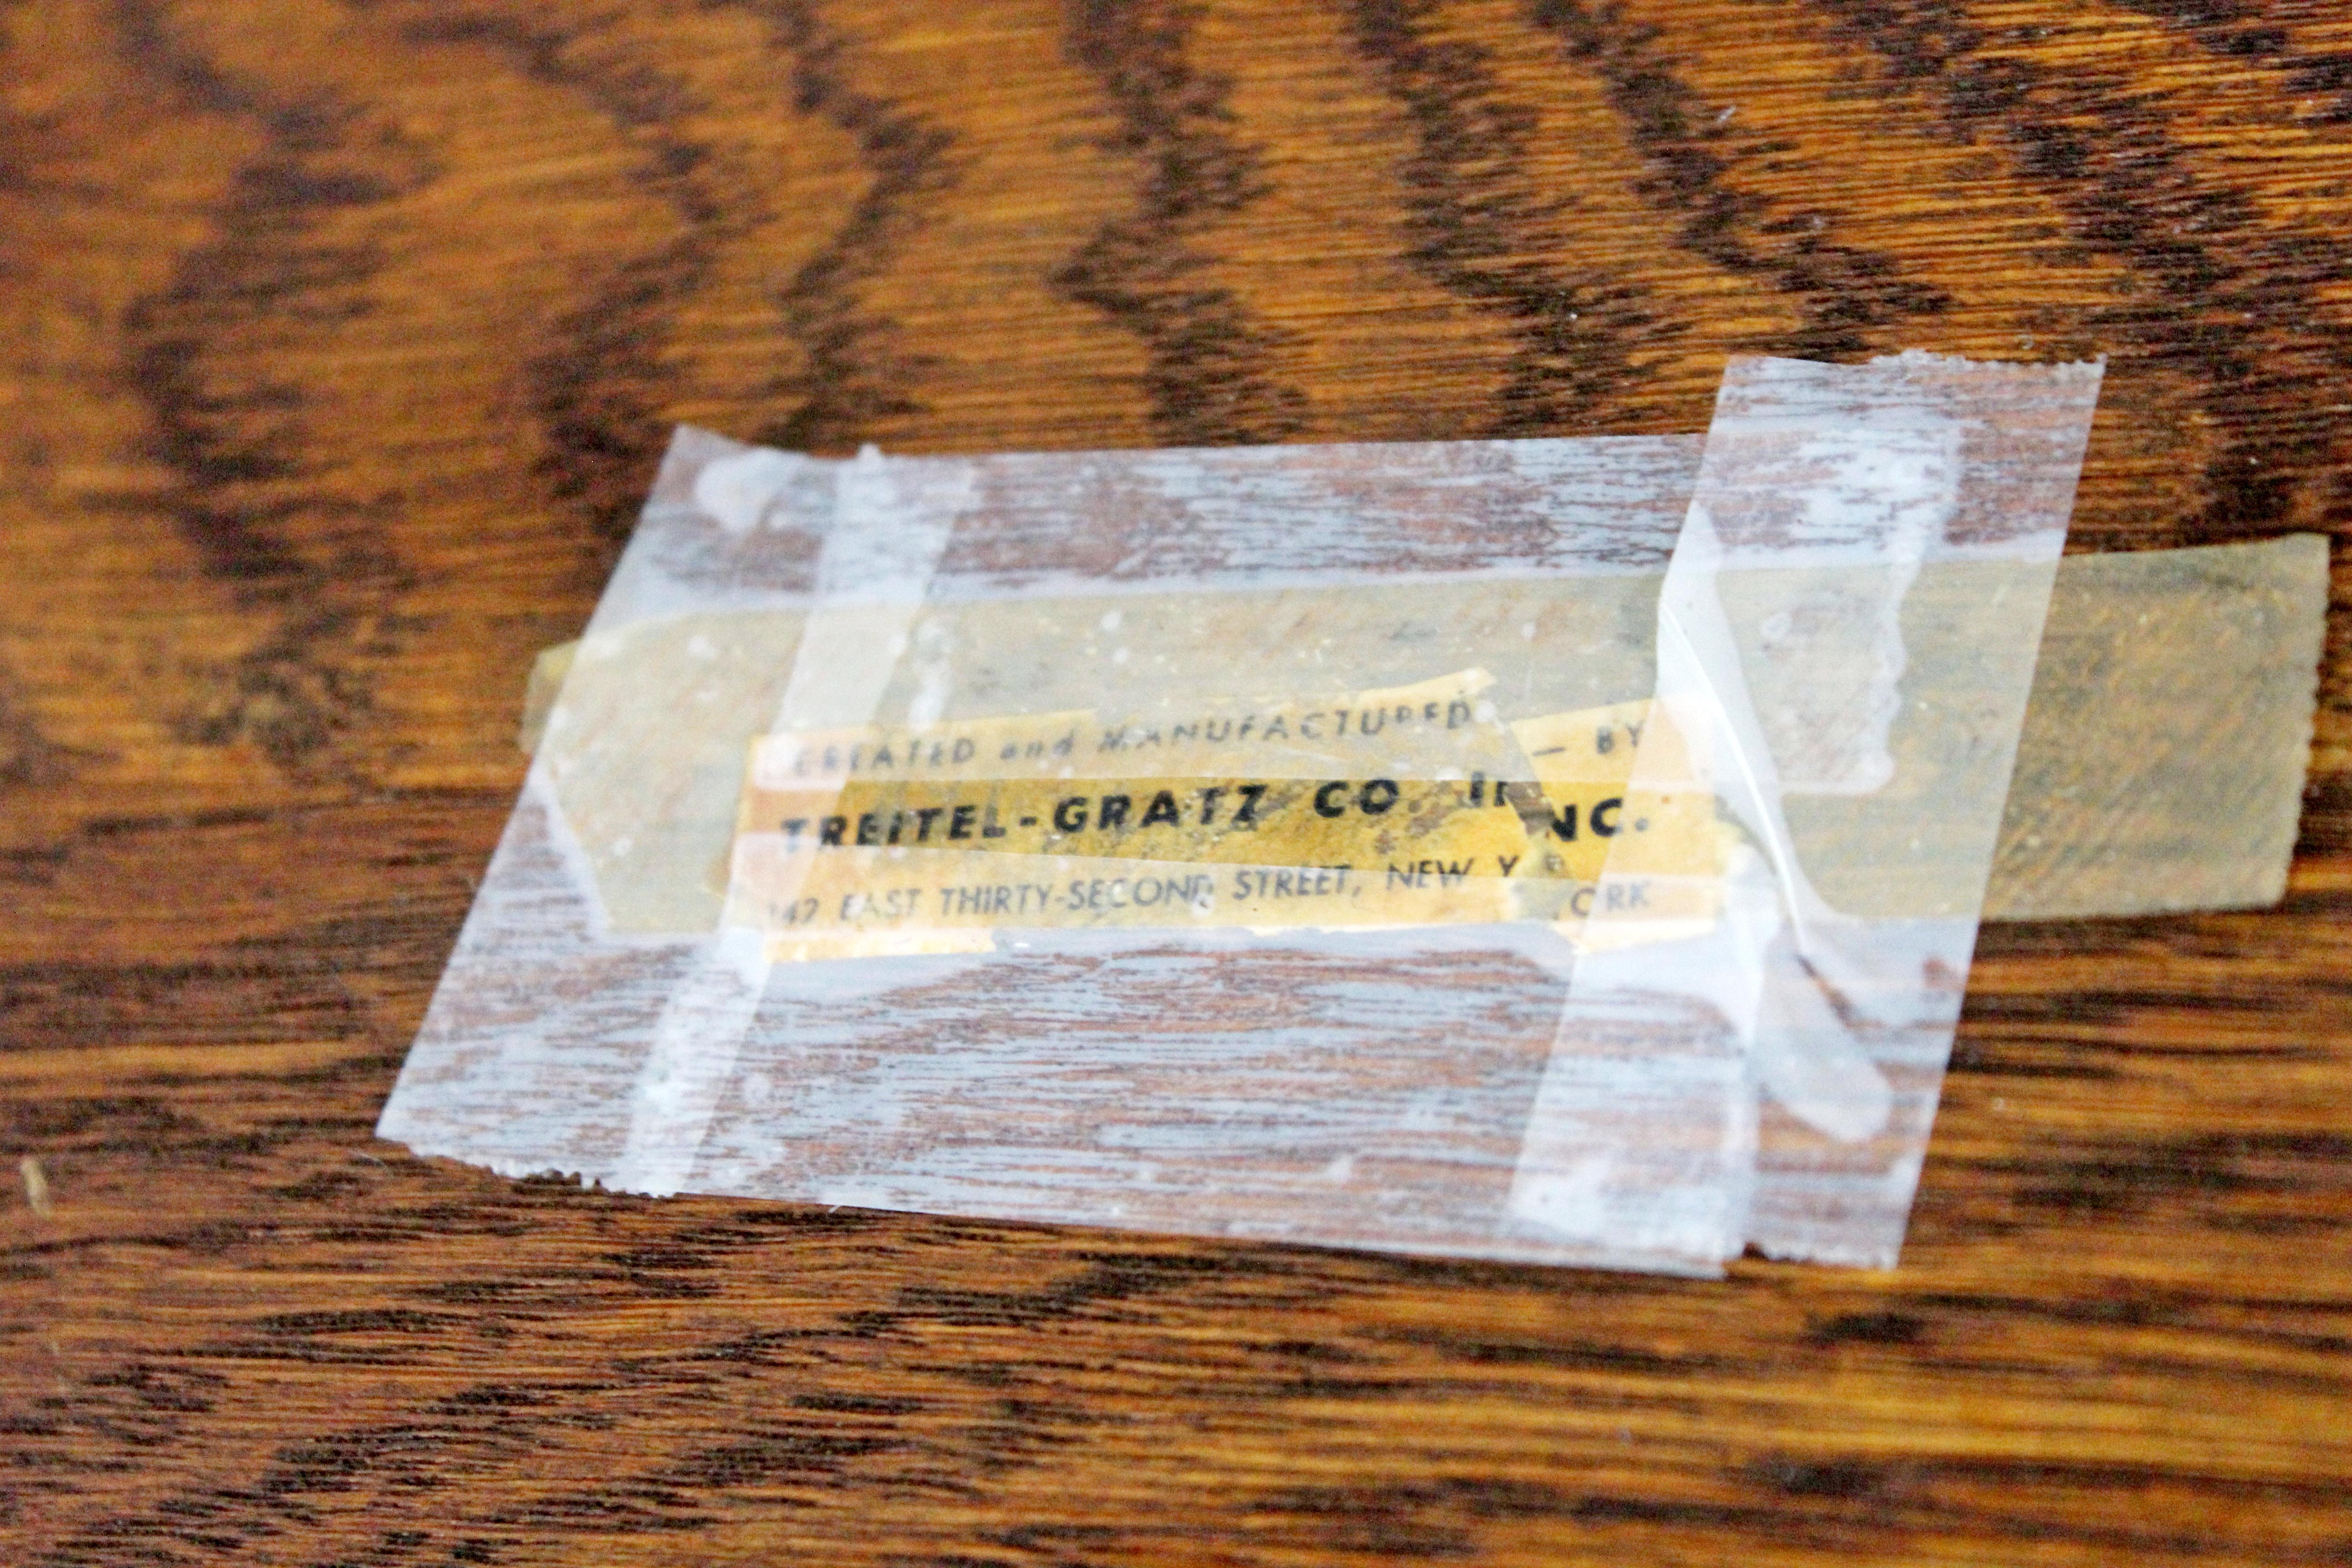 CREATED and MANUFACTURED — BY
TREITEL-GRATZ CO. INC.
142 EAST THIRTY-SECOND STREET, NEW YORK